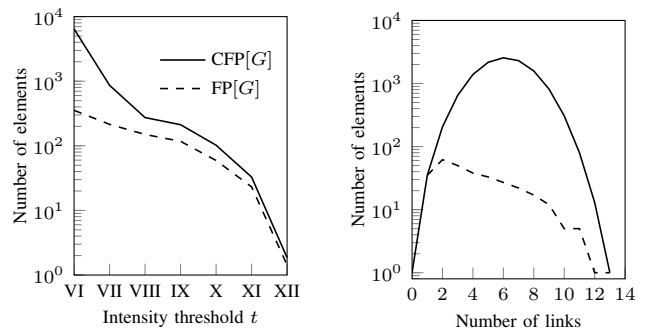 10^4
10^3
10^2
10^1
10^0
Number of elements
CFP[G]
FP[G]
VI VII VIII IX X XI XII
Intensity threshold t
10^4
10^3
10^2
10^1
10^0
Number of elements
0 2 4 6 8 10 12 14
Number of links